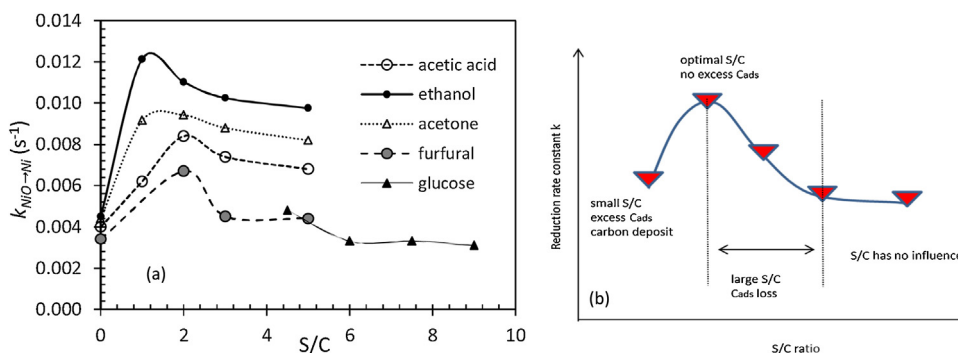 0.014
0.012
0.010
0.008
0.006
0.004
0.002
0.000
k NiO→Ni (s-1)
0 2 4 6 8 10
S/C
acetic acid
ethanol
acetone
furfural
glucose
(a)
Reduction rate constant k
optimal S/C
no excess Cads
small S/C
excess Cads
carbon deposit
large S/C
Cads loss
S/C has no influence
(b)
S/C ratio